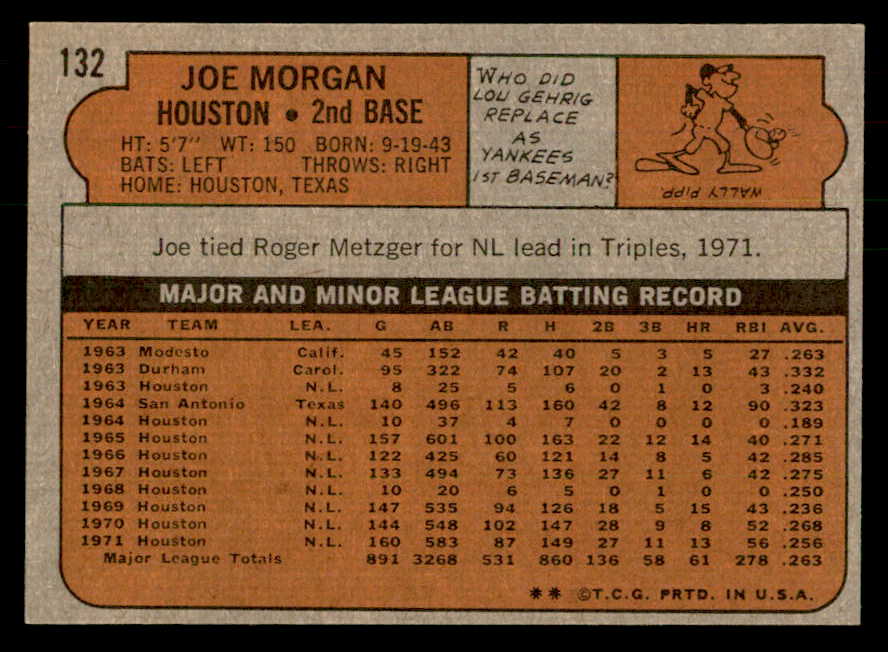 132
JOE MORGAN
HOUSTON • 2nd BASE
HT: 5'7" WT: 150 BORN: 9-19-43
BATS: LEFT THROWS: RIGHT
HOME: HOUSTON, TEXAS
WHO DID
LOU GEHRIG
REPLACE
AS
YANKEES
1ST BASEMAN?
WALLY PIPP.
Joe tied Roger Metzger for NL lead in Triples, 1971.
MAJOR AND MINOR LEAGUE BATTING RECORD
YEAR TEAM LEA. G AB R H 2B 3B HR RBI AVG.
1963 Modesto Calif. 45 152 42 40 5 3 5 27 .263
1963 Durham Carol. 95 322 74 107 20 2 13 43 .332
1963 Houston N.L. 8 25 5 6 0 1 0 3 .240
1964 San Antonio Texas 140 496 113 160 42 8 12 90 .323
1964 Houston N.L. 10 37 4 7 0 0 0 0 .189
1965 Houston N.L. 157 601 100 163 22 12 14 40 .271
1966 Houston N.L. 122 425 60 121 14 8 5 42 .285
1967 Houston N.L. 133 494 73 136 27 11 6 42 .275
1968 Houston N.L. 10 20 6 5 0 1 0 0 .250
1969 Houston N.L. 147 535 94 126 18 5 15 43 .236
1970 Houston N.L. 144 548 102 147 28 9 8 52 .268
1971 Houston N.L. 160 583 87 149 27 11 13 56 .256
Major League Totals 891 3268 531 860 136 58 61 278 .263
** ©T.C.G. PRTD. IN U.S.A.